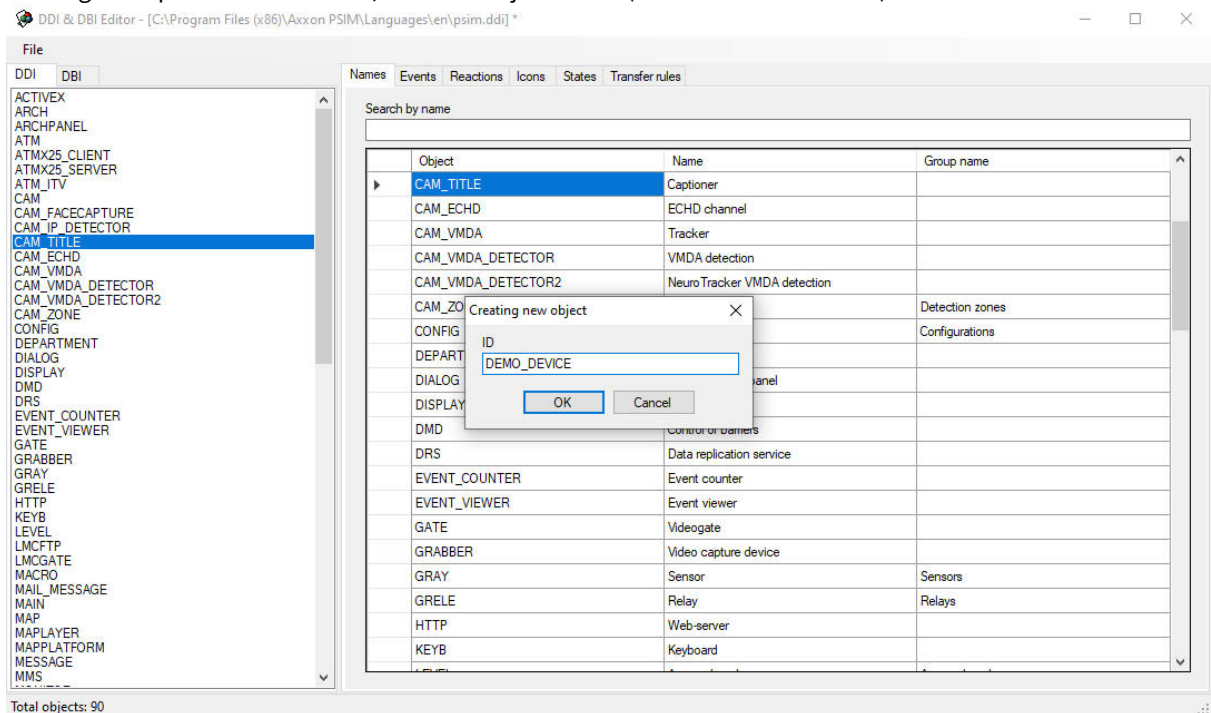 DDI & DBI Editor - [C:\Program Files (x86)\Axxon PSIM\Languages\en\psim.ddi] *
File
DDI DBI
ACTIVEX
ARCH
ARCHPANEL
ATM
ATMX25_CLIENT
ATMX25_SERVER
ATM_ITV
CAM
CAM_FACECAPTURE
CAM_IP_DETECTOR
CAM_TITLE
CAM_ECHD
CAM_VMDA
CAM_VMDA_DETECTOR
CAM_VMDA_DETECTOR2
CAM_ZONE
CONFIG
DEPARTMENT
DIALOG
DISPLAY
DMD
DRS
EVENT_COUNTER
EVENT_VIEWER
GATE
GRABBER
GRAY
GRELE
HTTP
KEYB
LEVEL
LMCFTP
LMCGATE
MACRO
MAIL_MESSAGE
MAIN
MAP
MAPLAYER
MAPPLATFORM
MESSAGE
MMS
Names Events Reactions Icons States Transfer rules
Search by name
Object Name Group name
CAM_TITLE Captioner
CAM_ECHD ECHD channel
CAM_VMDA Tracker
CAM_VMDA_DETECTOR VMDA detection
CAM_VMDA_DETECTOR2 NeuroTracker VMDA detection
CAM_ZO Detection zones
CONFIG Configurations
DEPART
DIALOG anel
DISPLAY
DMD Control of barriers
DRS Data replication service
EVENT_COUNTER Event counter
EVENT_VIEWER Event viewer
GATE Videogate
GRABBER Video capture device
GRAY Sensor Sensors
GRELE Relay Relays
HTTP Web-server
KEYB Keyboard
Creating new object
ID
DEMO_DEVICE
OK Cancel
Total objects: 90